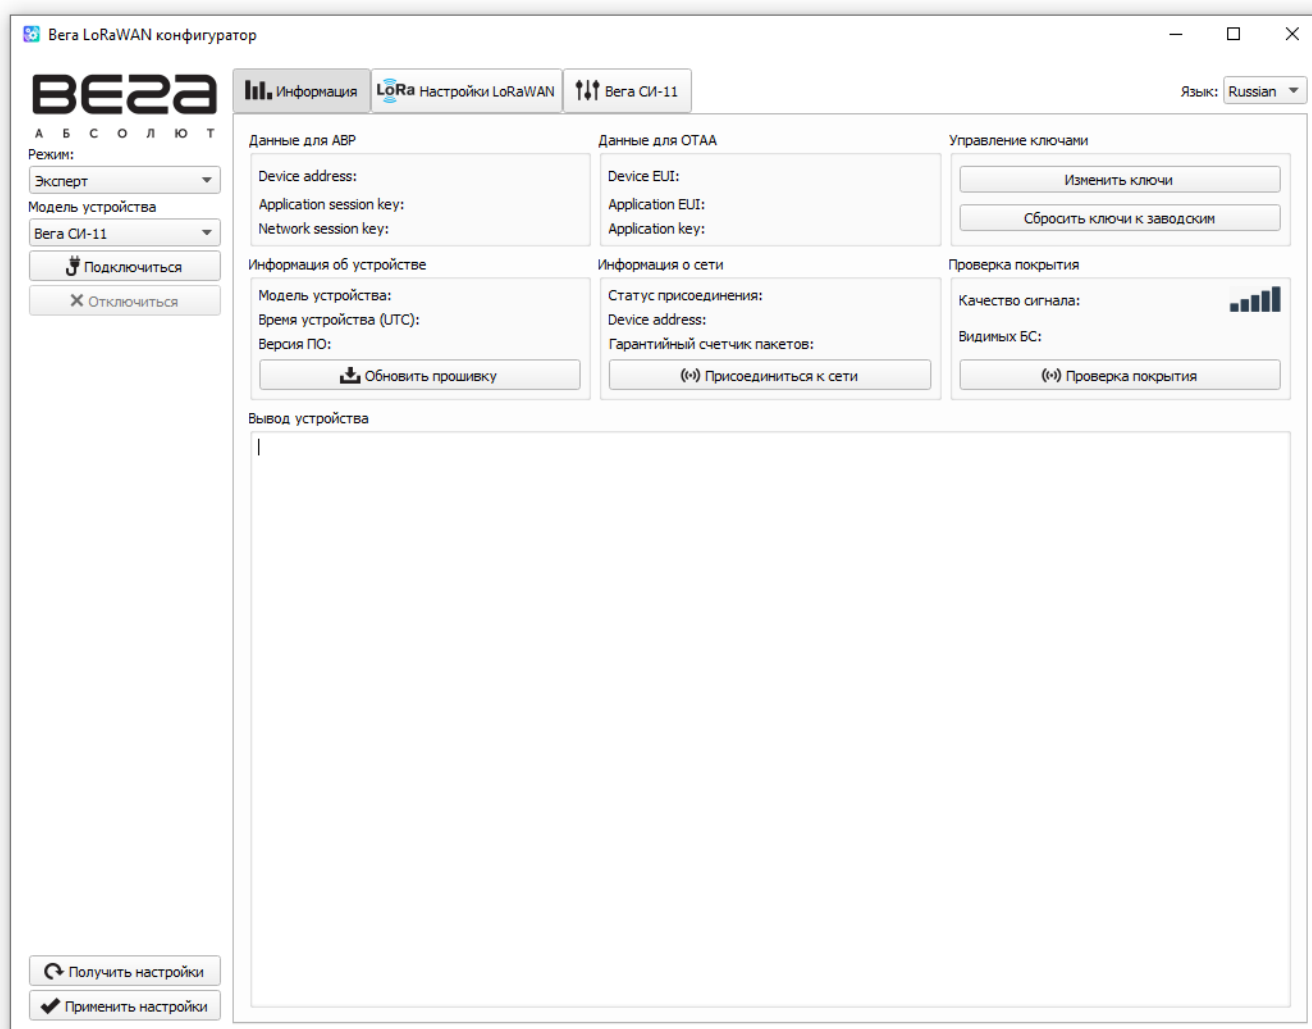 Вега LoRaWAN конфигуратор
ВЕГА
АБСОЛЮТ
Режим:
Эксперт
Модель устройства
Вега СИ-11
Подключиться
Отключиться
Получить настройки
Применить настройки
Информация
LoRa Настройки LoRaWAN
Вега СИ-11
Язык: Russian
Данные для ABP
Device address:
Application session key:
Network session key:
Данные для OTAA
Device EUI:
Application EUI:
Application key:
Управление ключами
Изменить ключи
Сбросить ключи к заводским
Информация об устройстве
Модель устройства:
Время устройства (UTC):
Версия ПО:
Обновить прошивку
Информация о сети
Статус присоединения:
Device address:
Гарантийный счетчик пакетов:
Присоединиться к сети
Проверка покрытия
Качество сигнала:
Видимых БС:
Проверка покрытия
Вывод устройства